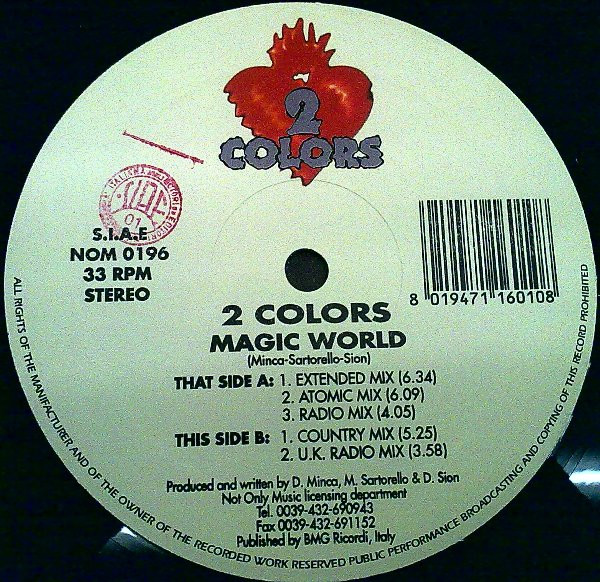 2
COLORS
S.I.A.E
NOM 0196
33 RPM
STEREO
01
8 019471 160108
2 COLORS
MAGIC WORLD
(Minca-Sartorello-Sion)
THAT SIDE A: 1. EXTENDED MIX (6.34)
2. ATOMIC MIX (6.09)
3. RADIO MIX (4.05)
THIS SIDE B: 1. COUNTRY MIX (5.25)
2. U.K. RADIO MIX (3.58)
Produced and written by D. Minca, M. Sartorello & D. Sion
Not Only Music licensing department
Tel. 0039-432-690943
Fax 0039-432-691152
Published by BMG Ricordi, Italy
ALL RIGHTS OF THE MANIFACTURER AND OF THE OWNER OF THE RECORDED WORK RESERVED PUBLIC PERFORMANCE BROADCASTING AND COPYING OF THIS RECORD PROHIBITED